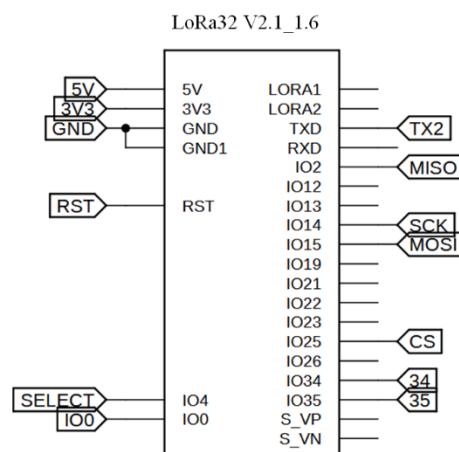 LoRa32 V2.1_1.6
5V 5V LORA1
3V3 3V3 LORA2
GND GND TXD TX2
GND1 RXD
IO2 MISO
IO12
RST RST IO13
IO14 SCK
IO15 MOSI
IO19
IO21
IO22
IO23
IO25 CS
IO26
IO34 34
SELECT IO4 IO35 35
IO0 IO0 S_VP
S_VN